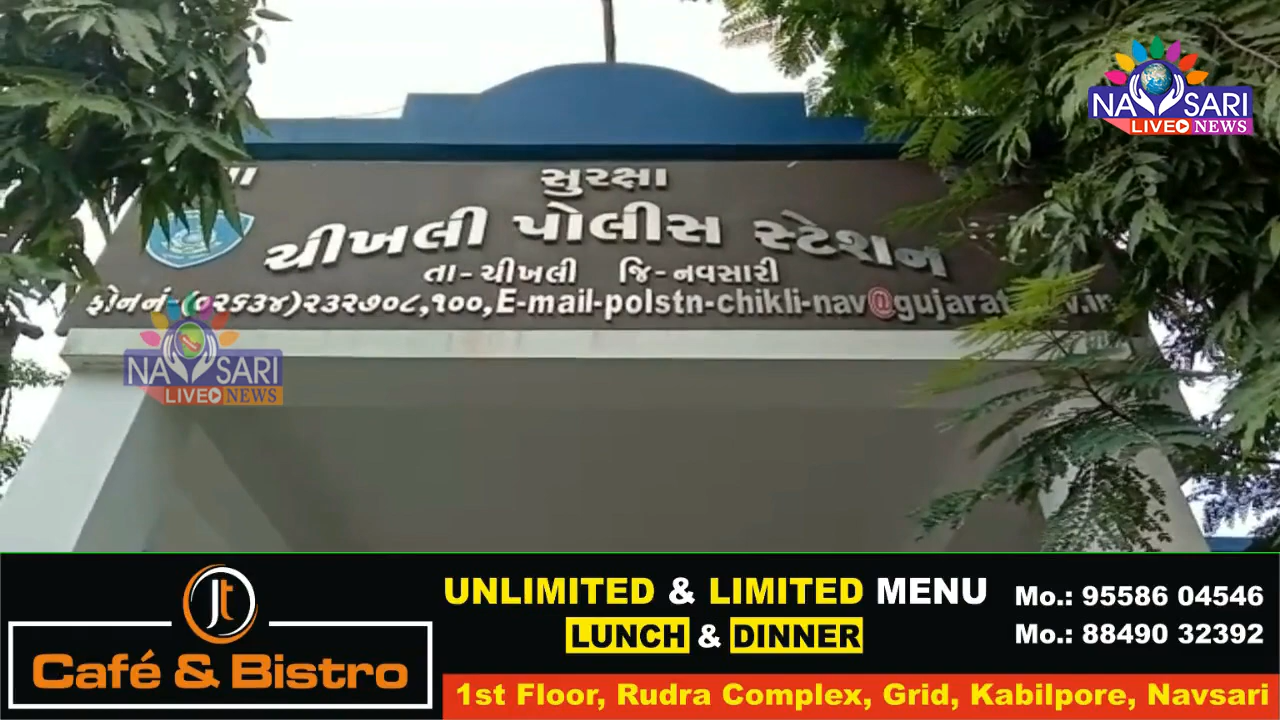 NAVSARI
LIVE NEWS
સુરક્ષા
ચીખલી પોલીસ સ્ટેશન
તા-ચીખલી જિ-નવસારી
ફોન નં-(૦૨૬૩૪)૨૩૨૭૦૮,૧૦૦,E-mail-polstn-chikli-nav@gujarat
NAVSARI
LIVE NEWS
Jt
Café & Bistro
UNLIMITED & LIMITED MENU
LUNCH & DINNER
Mo.: 95586 04546
Mo.: 88490 32392
1st Floor, Rudra Complex, Grid, Kabilpore, Navsari